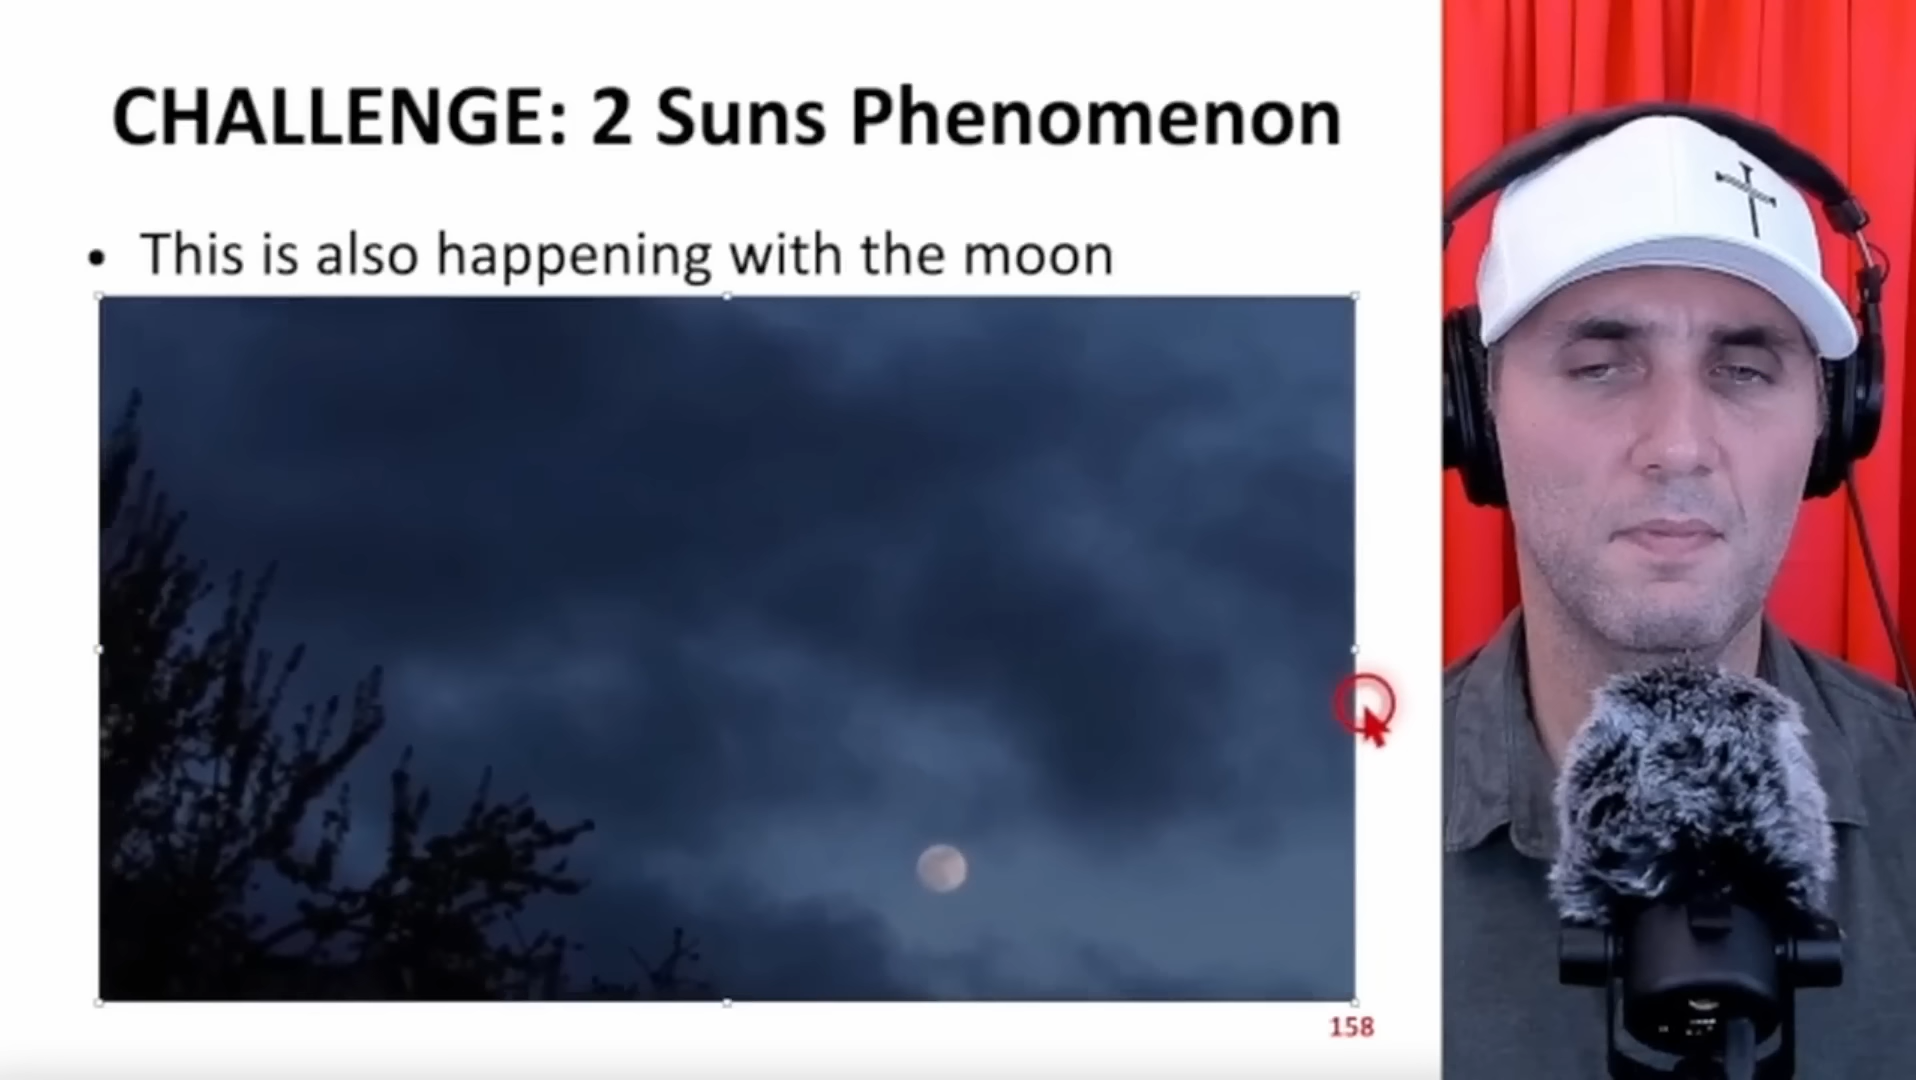 CHALLENGE: 2 Suns Phenomenon
• This is also happening with the moon
158